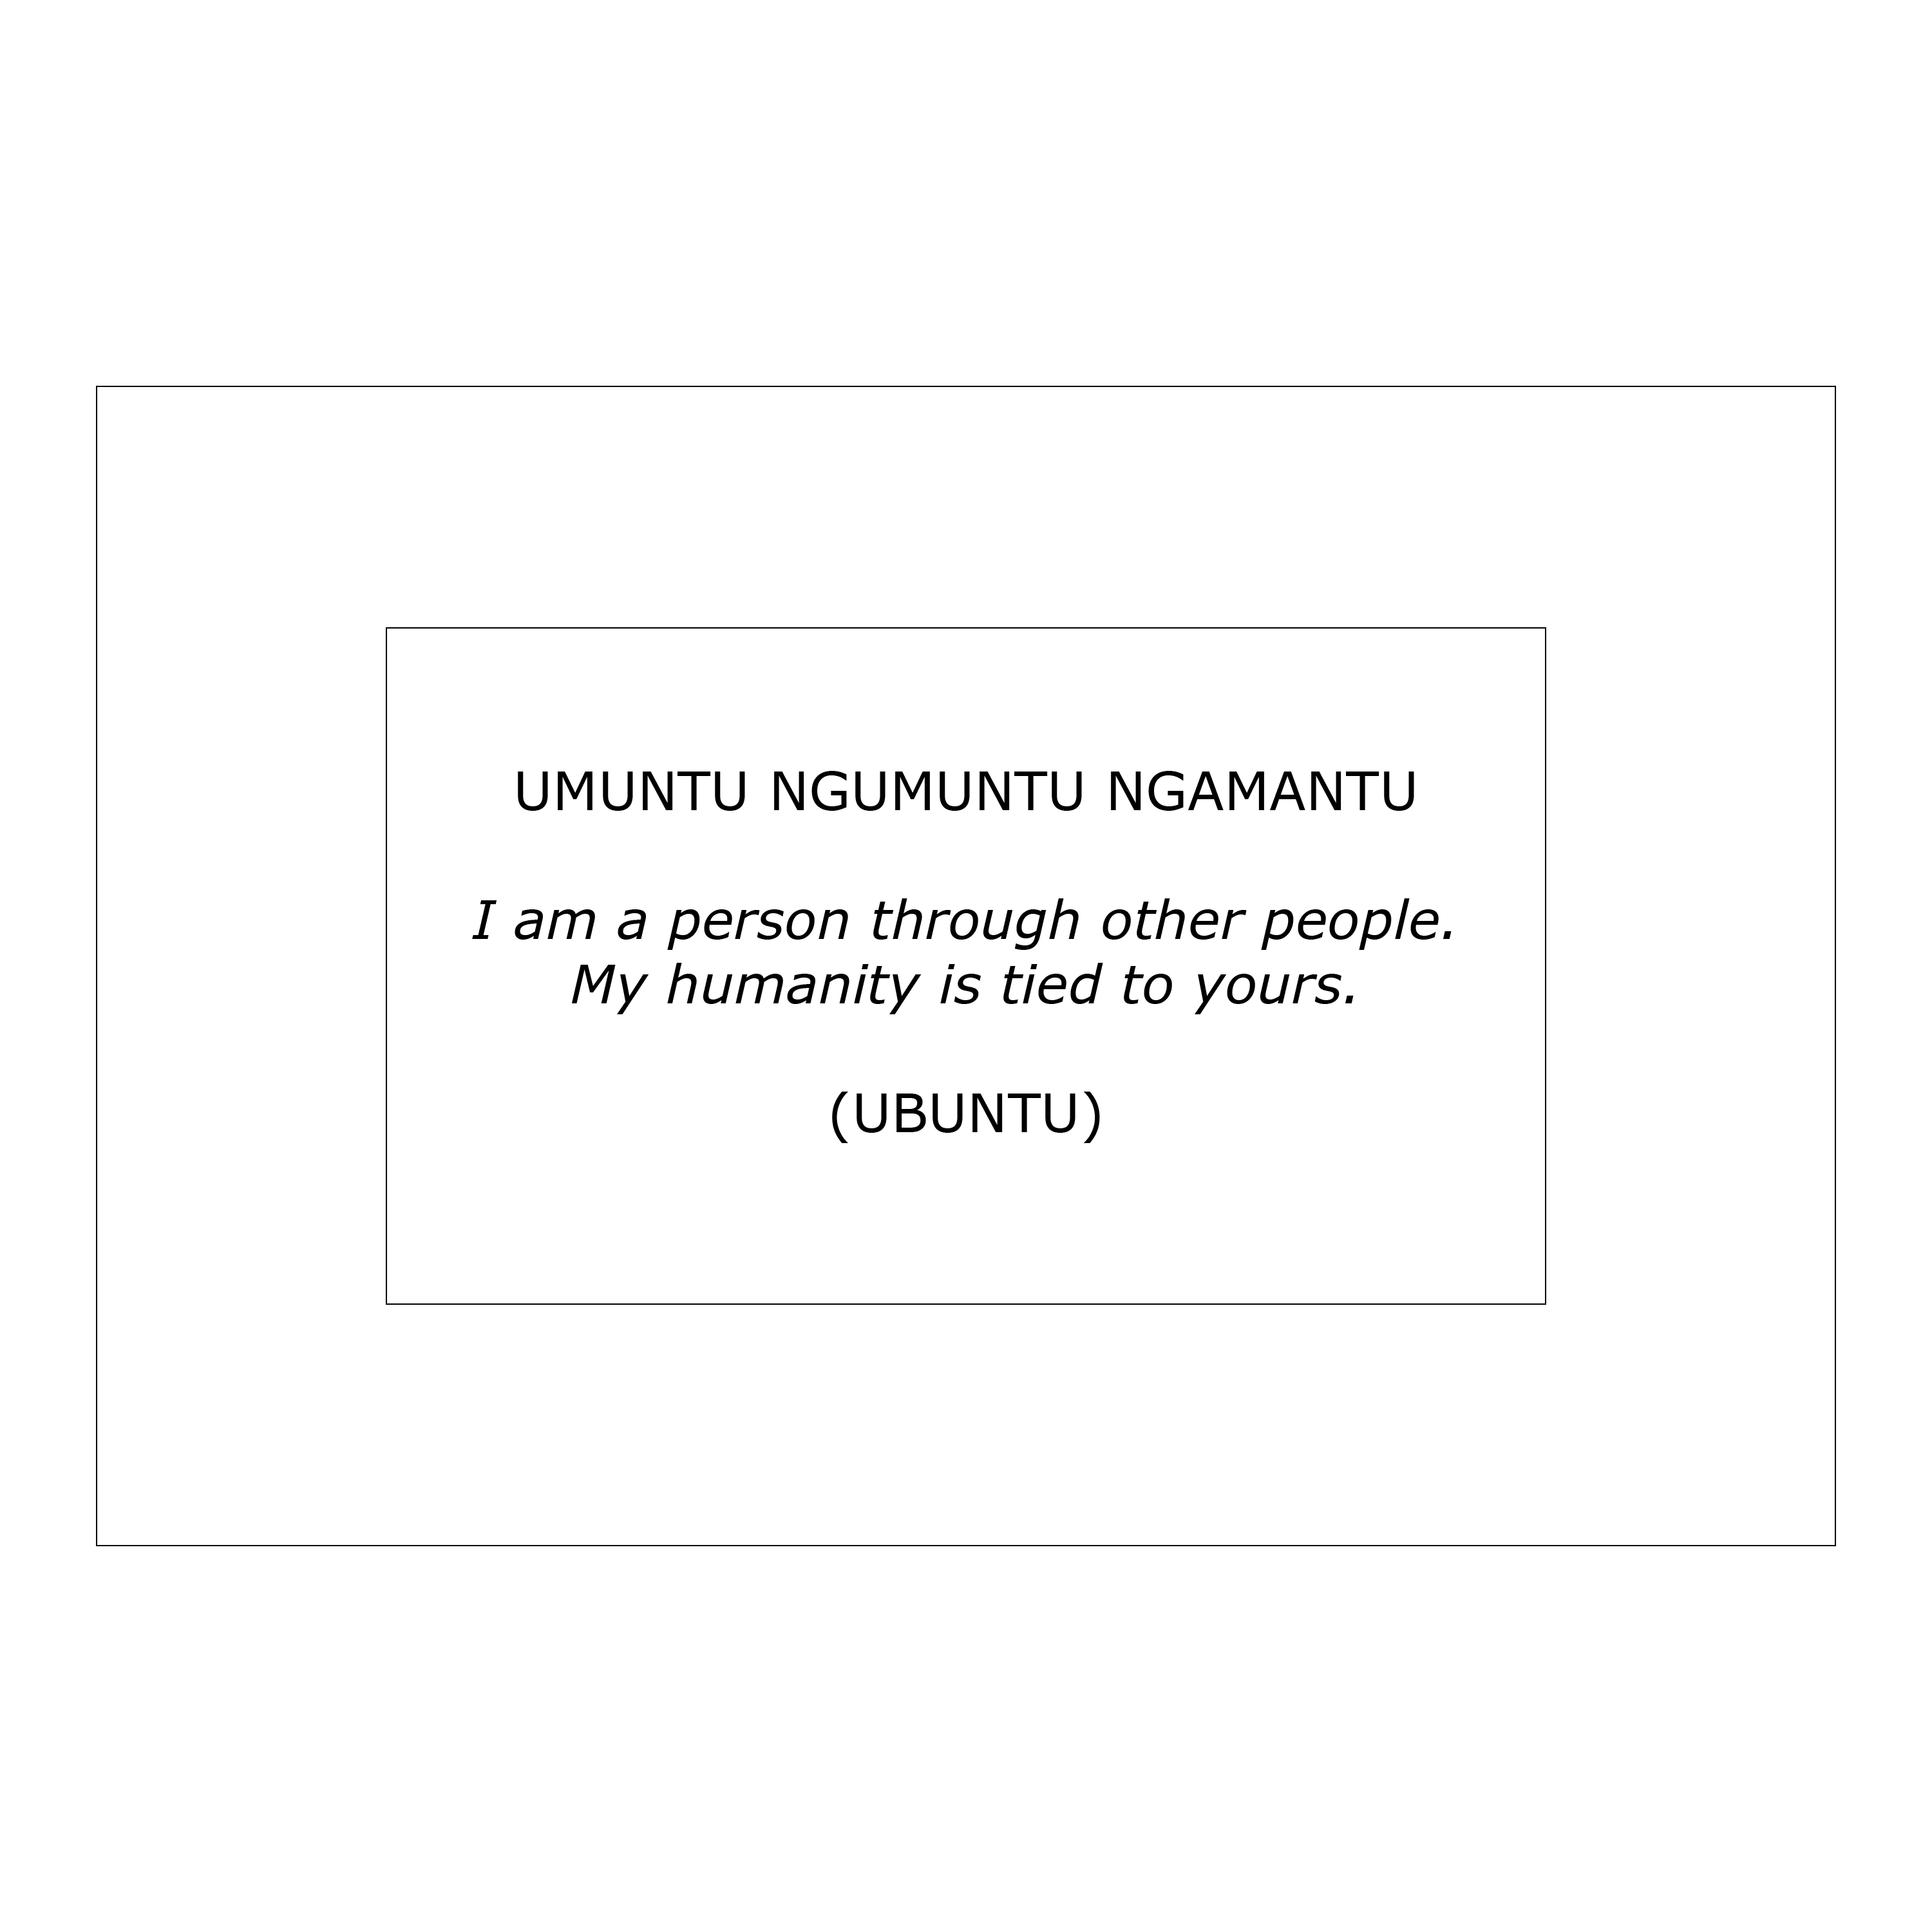 UMUNTU NGUMUNTU NGAMANTU
I am a person through other people.
My humanity is tied to yours.
(UBUNTU)